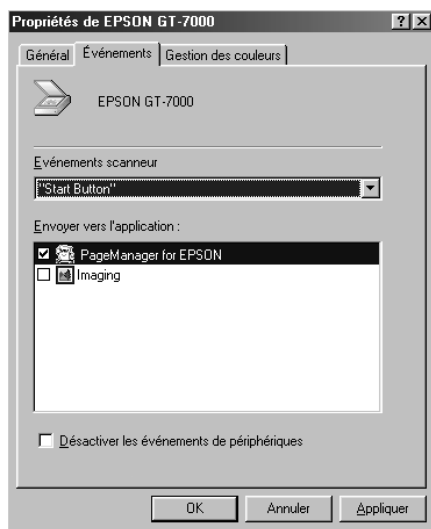 Propriétés de EPSON GT-7000
Général Événements Gestion des couleurs
EPSON GT-7000
Evénements scanneur
"Start Button"
Envoyer vers l'application :
PageManager for EPSON
Imaging
Désactiver les événements de périphériques
OK Annuler Appliquer